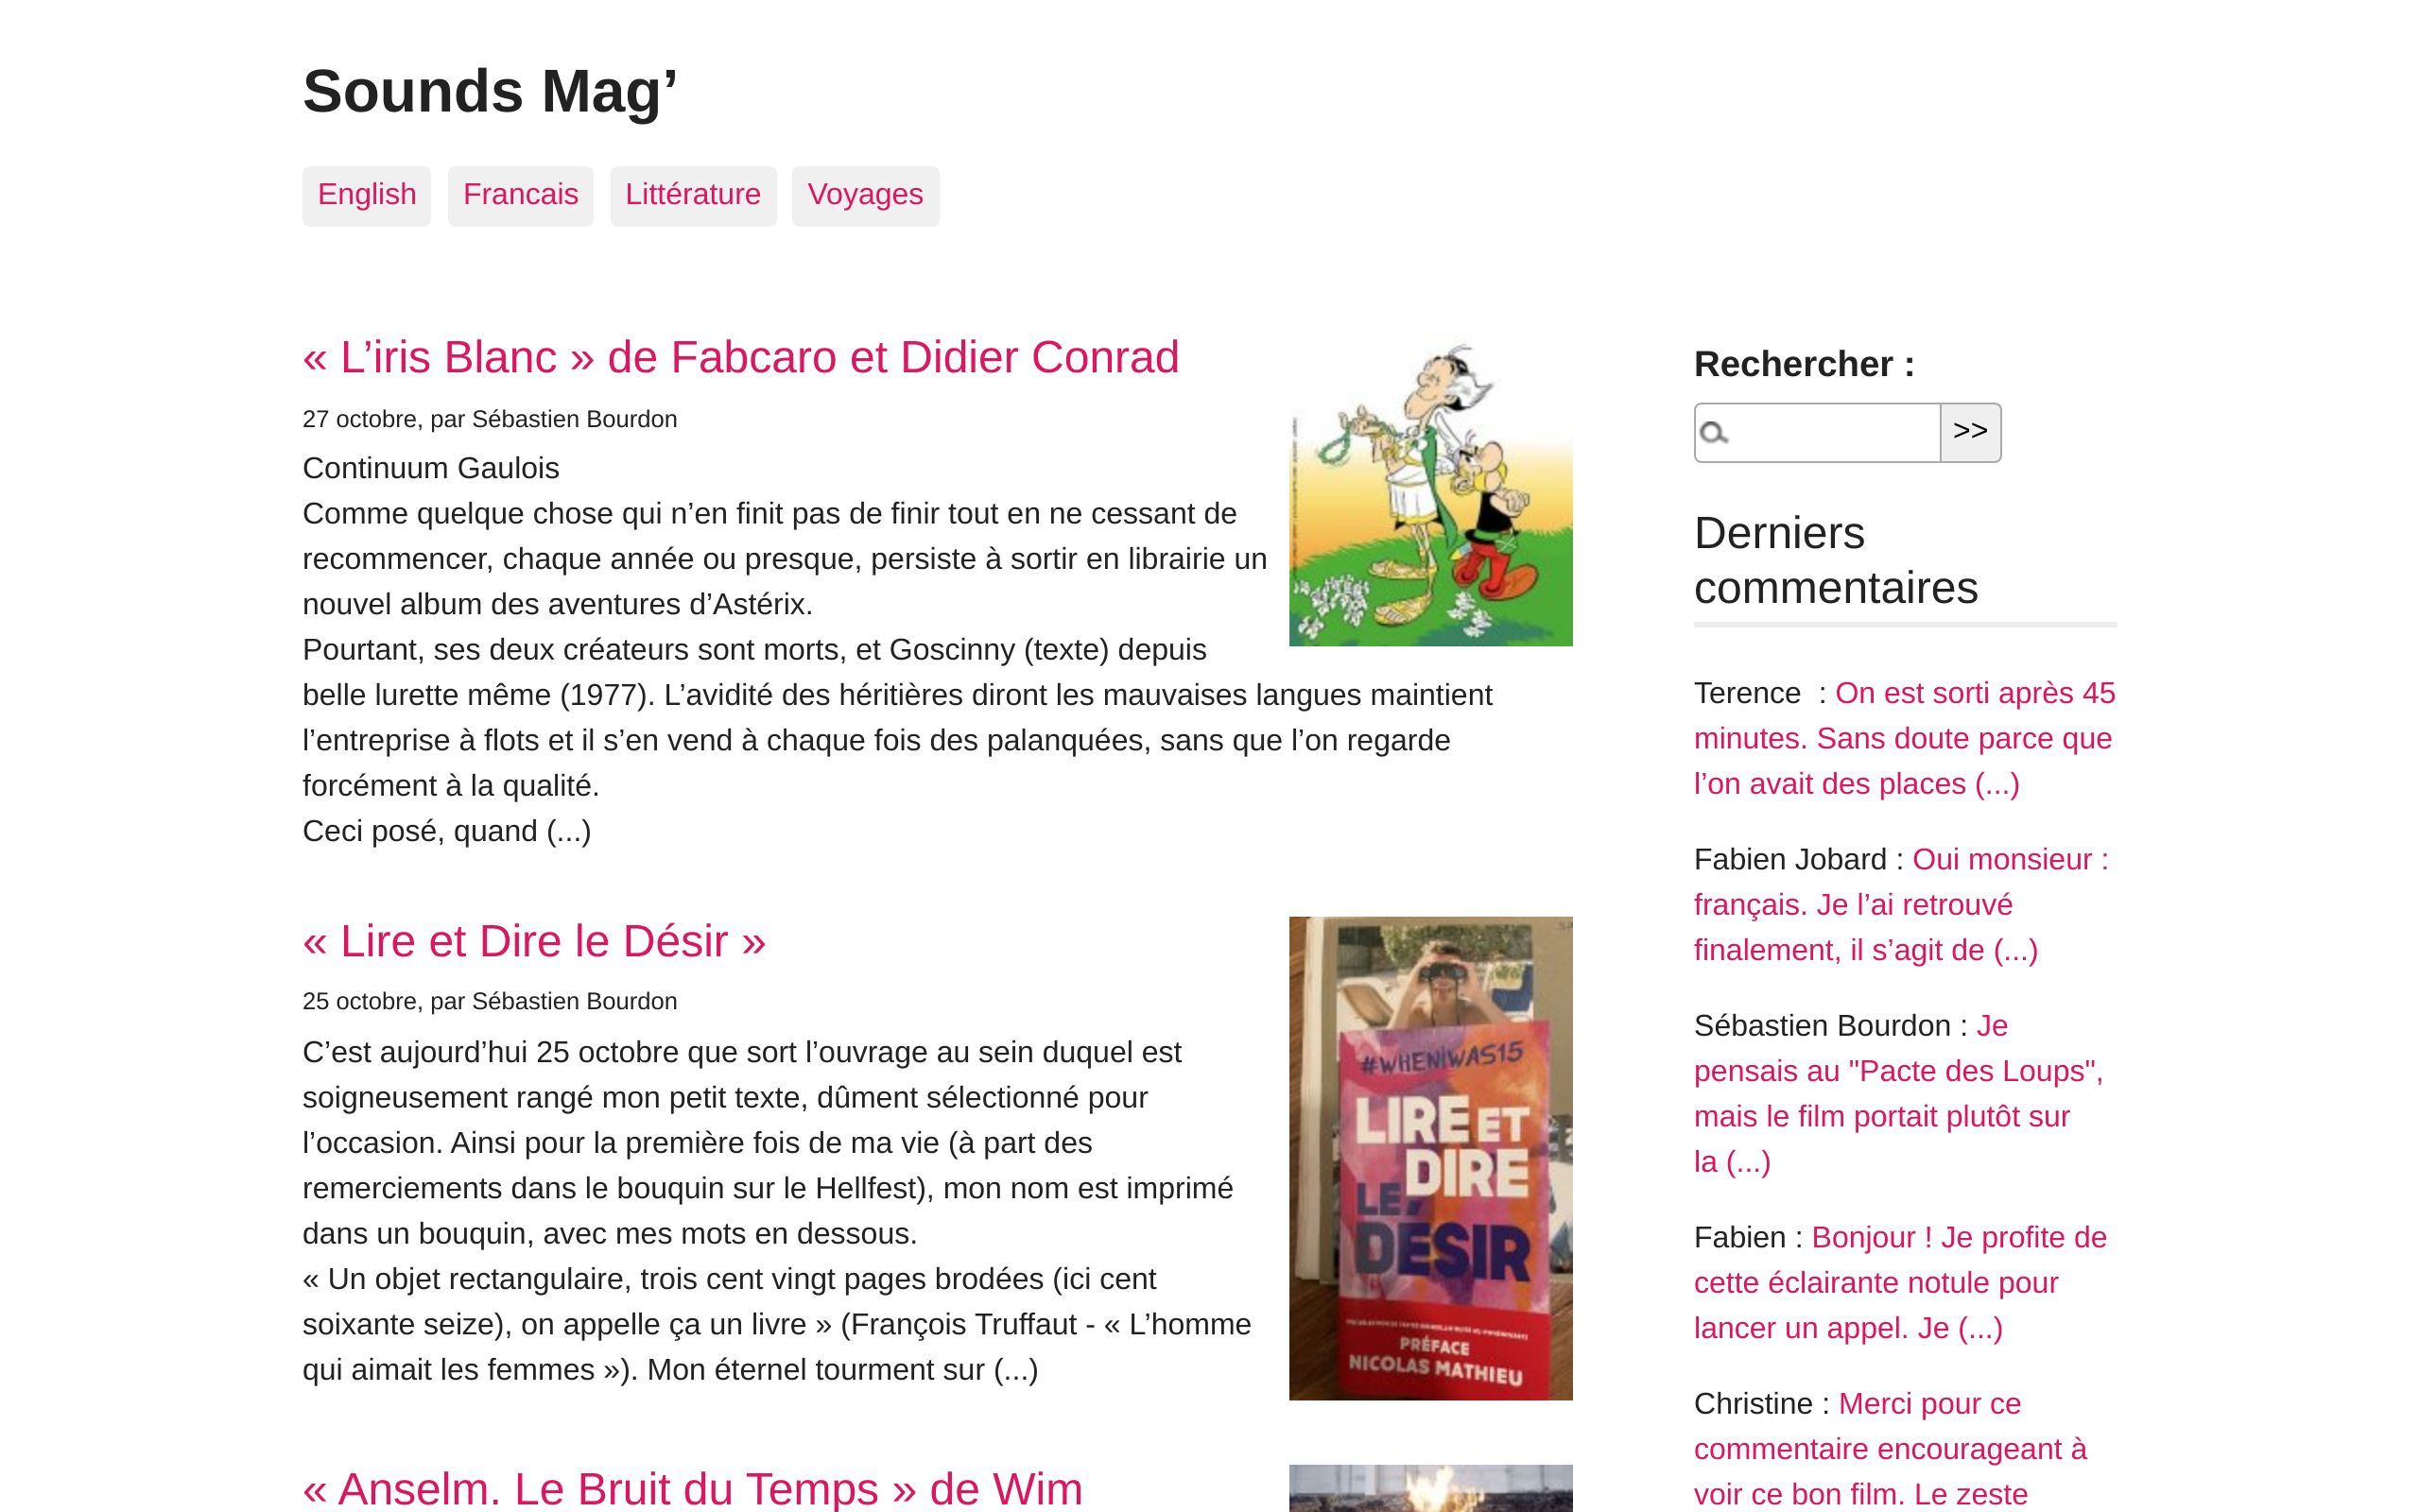 Sounds Mag’
English
Francais
Littérature
Voyages
« L’iris Blanc » de Fabcaro et Didier Conrad
27 octobre, par Sébastien Bourdon
Continuum Gaulois
Comme quelque chose qui n’en finit pas de finir tout en ne cessant de
recommencer, chaque année ou presque, persiste à sortir en librairie un
nouvel album des aventures d’Astérix.
Pourtant, ses deux créateurs sont morts, et Goscinny (texte) depuis
belle lurette même (1977). L’avidité des héritières diront les mauvaises langues maintient
l’entreprise à flots et il s’en vend à chaque fois des palanquées, sans que l’on regarde
forcément à la qualité.
Ceci posé, quand (...)
« Lire et Dire le Désir »
25 octobre, par Sébastien Bourdon
C’est aujourd’hui 25 octobre que sort l’ouvrage au sein duquel est
soigneusement rangé mon petit texte, dûment sélectionné pour
l’occasion. Ainsi pour la première fois de ma vie (à part des
remerciements dans le bouquin sur le Hellfest), mon nom est imprimé
dans un bouquin, avec mes mots en dessous.
« Un objet rectangulaire, trois cent vingt pages brodées (ici cent
soixante seize), on appelle ça un livre » (François Truffaut - « L’homme
qui aimait les femmes »). Mon éternel tourment sur (...)
#WHENIWAS15
LIRE ET
DIRE
LE
DÉSIR
PRÉFACE
NICOLAS MATHIEU
« Anselm. Le Bruit du Temps » de Wim
Rechercher :
>>
Derniers
commentaires
Terence  : On est sorti après 45
minutes. Sans doute parce que
l’on avait des places (...)
Fabien Jobard : Oui monsieur :
français. Je l’ai retrouvé
finalement, il s’agit de (...)
Sébastien Bourdon : Je
pensais au "Pacte des Loups",
mais le film portait plutôt sur
la (...)
Fabien : Bonjour ! Je profite de
cette éclairante notule pour
lancer un appel. Je (...)
Christine : Merci pour ce
commentaire encourageant à
voir ce bon film. Le zeste